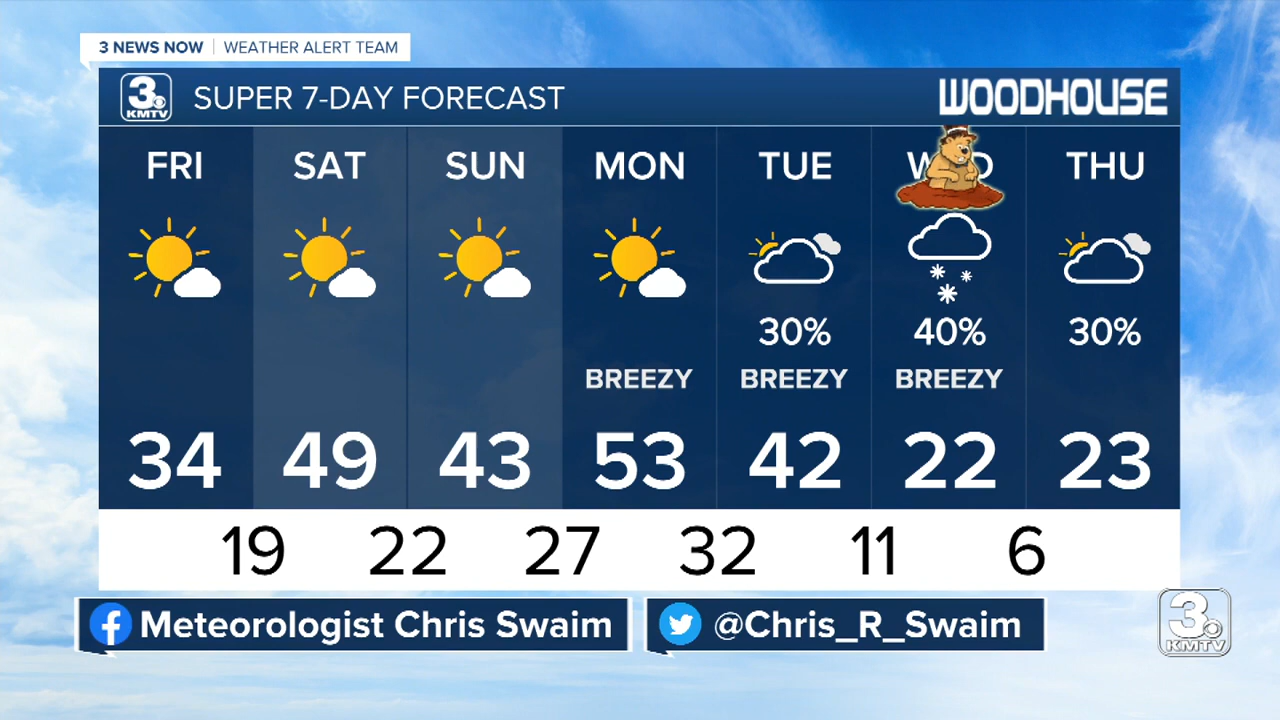 3 NEWS NOW | WEATHER ALERT TEAM
3 KMTV SUPER 7-DAY FORECAST WOODHOUSE
FRI SAT SUN MON TUE W D THU
30% 40% 30%
BREEZY BREEZY BREEZY
34 49 43 53 42 22 23
19 22 27 32 11 6
f Meteorologist Chris Swaim @Chris_R_Swaim
3 KMTV